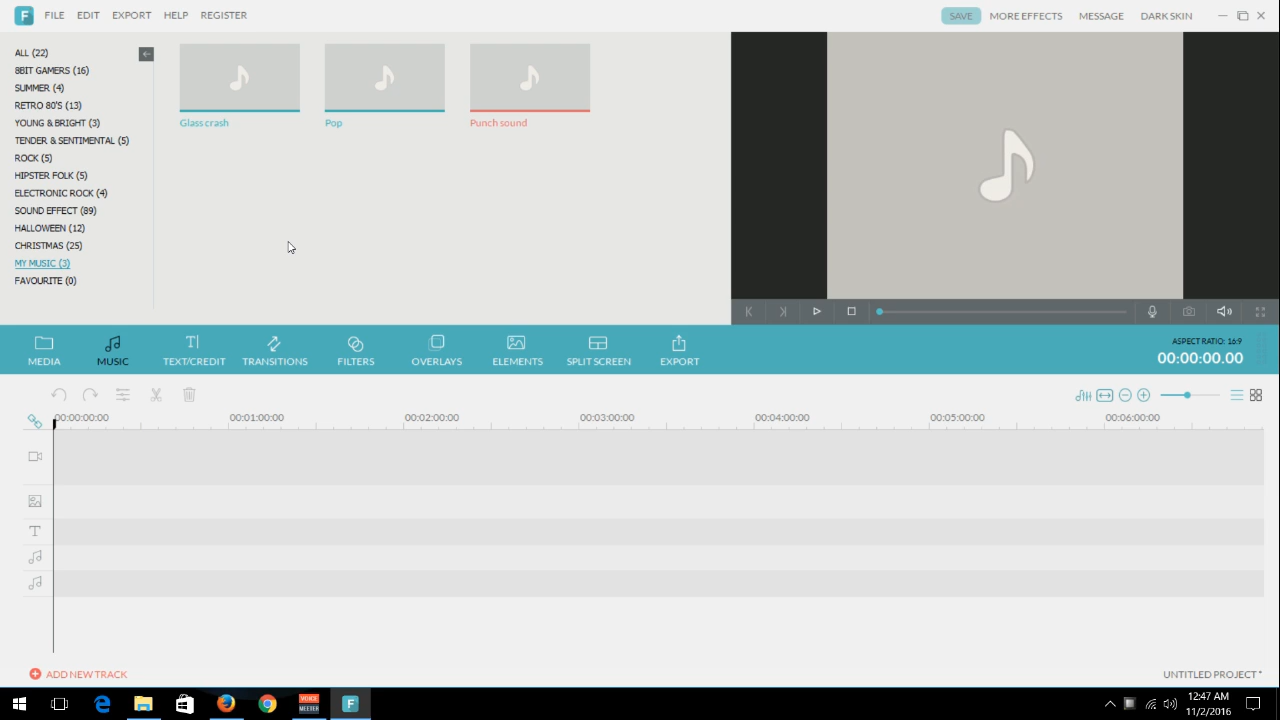 F FILE EDIT EXPORT HELP REGISTER SAVE MORE EFFECTS MESSAGE DARK SKIN
ALL (22)
8BIT GAMERS (16)
SUMMER (4)
RETRO 80'S (13)
YOUNG & BRIGHT (3)
TENDER & SENTIMENTAL (5)
ROCK (5)
HIPSTER FOLK (5)
ELECTRONIC ROCK (4)
SOUND EFFECT (89)
HALLOWEEN (12)
CHRISTMAS (25)
MY MUSIC (3)
FAVOURITE (0)
Glass crash Pop Punch sound
MEDIA MUSIC TEXT/CREDIT TRANSITIONS FILTERS OVERLAYS ELEMENTS SPLIT SCREEN EXPORT
ASPECT RATIO: 16:9
00:00:00.00
00:00:00:00 00:01:00:00 00:02:00:00 00:03:00:00 00:04:00:00 00:05:00:00 00:06:00:00
T
ADD NEW TRACK UNTITLED PROJECT *
VOICE
MEETER
F
12:47 AM
11/2/2016